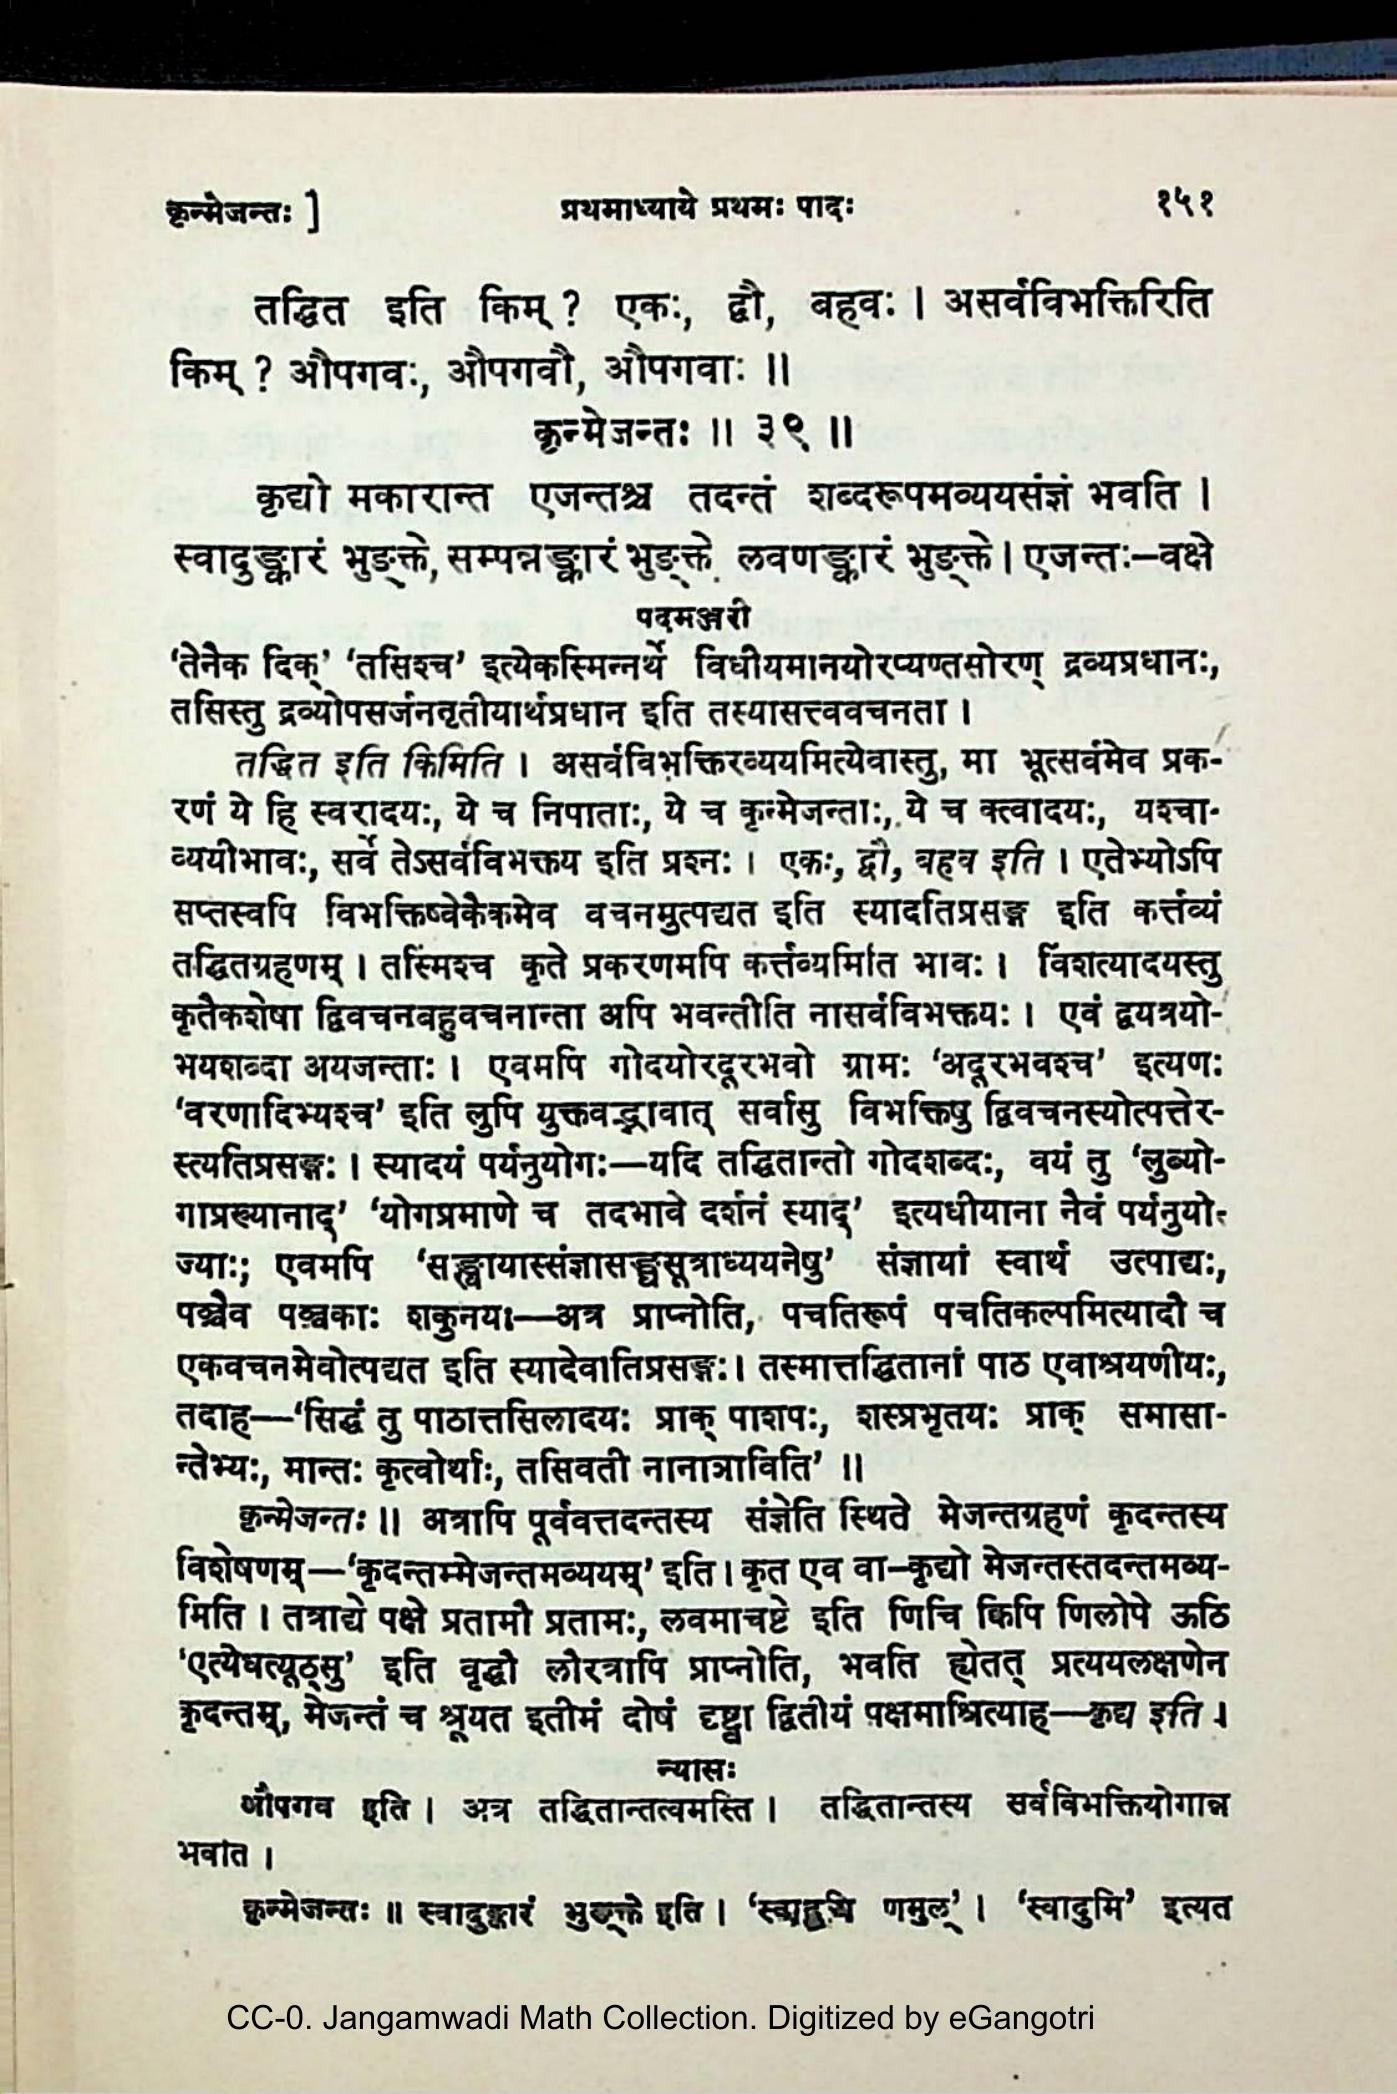 कृन्मेजन्तः ] प्रथमाध्याये प्रथमः पादः १५१
तद्धित इति किम् ? एकः, द्वौ, बहवः । असर्वविभक्तिरिति
किम् ? औपगवः, औपगवौ, औपगवाः ॥
कृन्मेजन्तः ॥ ३९ ॥
कृद्यो मकारान्त एजन्तश्च तदन्तं शब्दरूपमव्ययसंज्ञं भवति ।
स्वादुङ्कारं भुङ्क्ते, सम्पन्नङ्कारं भुङ्क्ते, लवणङ्कारं भुङ्क्ते । एजन्तः—वक्षे
पदमञ्जरी
‘तेनैक दिक्’ ‘तसिश्च’ इत्येकस्मिन्नर्थे विधीयमानयोरप्यण्तसोरण् द्रव्यप्रधानः,
तसिस्तु द्रव्योपसर्जनतृतीयार्थप्रधान इति तस्यासत्त्ववचनता ।
तद्धित इति किमिति । असर्वविभक्तिरव्ययमित्येवास्तु, मा भूत्सर्वमेव प्रक-
रणं ये हि स्वरादयः, ये च निपाताः, ये च कृन्मेजन्ताः, ये च क्त्वादयः, यश्चा-
व्ययीभावः, सर्वे तेऽसर्वविभक्तय इति प्रश्नः । एकः, द्वौ, बहव इति । एतेभ्योऽपि
सप्तस्वपि विभक्तिष्वेकैकमेव वचनमुत्पद्यत इति स्यादतिप्रसङ्ग इति कर्त्तव्यं
तद्धितग्रहणम् । तस्मिंश्च कृते प्रकरणमपि कर्त्तव्यमिति भावः । विंशत्यादयस्तु
कृतैकशेषा द्विवचनबहुवचनान्ता अपि भवन्तीति नासर्वविभक्तयः । एवं द्वयत्रयो-
भयशब्दा अयजन्ताः । एवमपि गोदयोरदूरभवो ग्रामः ‘अदूरभवश्च’ इत्यणः
‘वरणादिभ्यश्च’ इति लुपि युक्तवद्भावात् सर्वासु विभक्तिषु द्विवचनस्योत्पत्तेर-
स्त्यतिप्रसङ्गः । स्यादयं पर्यनुयोगः—यदि तद्धितान्तो गोदशब्दः, वयं तु ‘लुब्यो-
गाप्रख्यानाद्’ ‘योगप्रमाणे च तदभावे दर्शनं स्याद्’ इत्यधीयाना नैवं पर्यनुयो-
ज्याः; एवमपि ‘सङ्ख्यायास्संज्ञासङ्घसूत्राध्ययनेषु’ संज्ञायां स्वार्थे उत्पाद्यः,
पञ्चैव पञ्चकाः शकुनयः—अत्र प्राप्नोति, पचतिरूपं पचतिकल्पमित्यादौ च
एकवचनमेवोत्पद्यत इति स्यादेवातिप्रसङ्गः । तस्मात्तद्धितानां पाठ एवाश्रयणीयः,
तदाह—‘सिद्धं तु पाठात्तसिलादयः प्राक् पाशपः, शस्प्रभृतयः प्राक् समासा-
न्तेभ्यः, मान्तः कृत्वोर्थाः, तसिवती नानात्राविति’ ॥
कृन्मेजन्तः ॥ अत्रापि पूर्ववत्तदन्तस्य संज्ञेति स्थिते मेजन्तग्रहणं कृदन्तस्य
विशेषणम्—‘कृदन्तम्मेजन्तमव्ययम्’ इति । कृत एव वा—कृद्यो मेजन्तस्तदन्तमव्य-
मिति । तत्राद्ये पक्षे प्रतामौ प्रतामः, लवमाचष्टे इति णिचि क्विपि णिलोपे ऊठि
‘एत्येधत्यूठ्सु’ इति वृद्धौ लौरत्रापि प्राप्नोति, भवति ह्येतत् प्रत्ययलक्षणेन
कृदन्तम्, मेजन्तं च श्रूयत इतीमं दोषं दृष्ट्वा द्वितीयं पक्षमाश्रित्याह—कृद्य इति ।
न्यासः
औपगव इति । अत्र तद्धितान्तत्वमस्ति । तद्धितान्तस्य सर्वविभक्तियोगान्न
भवति ।
कृन्मेजन्तः ॥ स्वादुङ्कारं भुङ्क्ते इति । णमुल्’ । ‘स्वादुमि’ इत्यत
CC-0. Jangamwadi Math Collection. Digitized by eGangotri